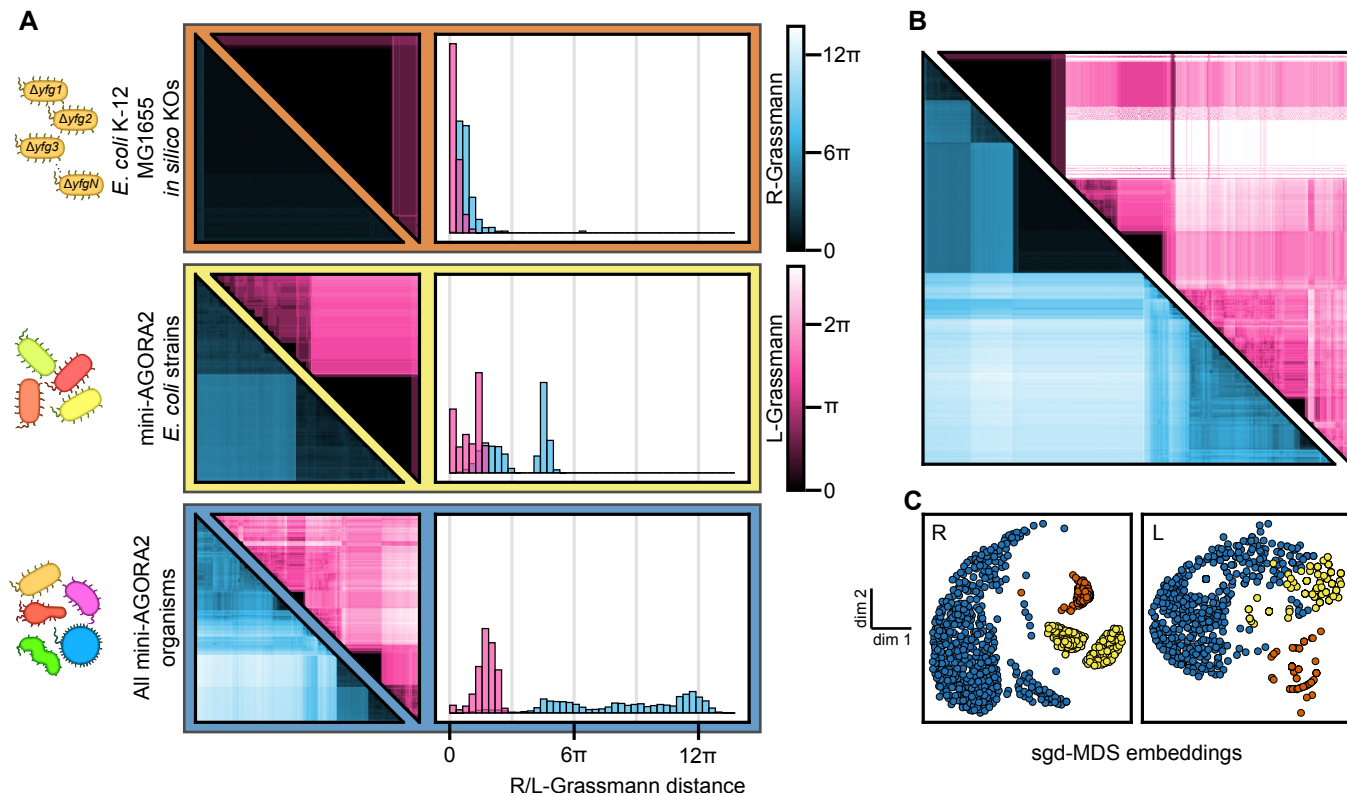 A
Δyfg1
Δyfg2
Δyfg3
ΔyfgN
E. coli K-12
MG1655
in silico KOs
R-Grassmann
12π
6π
0
mini-AGORA2
E. coli strains
L-Grassmann
2π
π
0
All mini-AGORA2
organisms
0
6π
12π
R/L-Grassmann distance
B
C
R
L
dim 2
dim 1
sgd-MDS embeddings